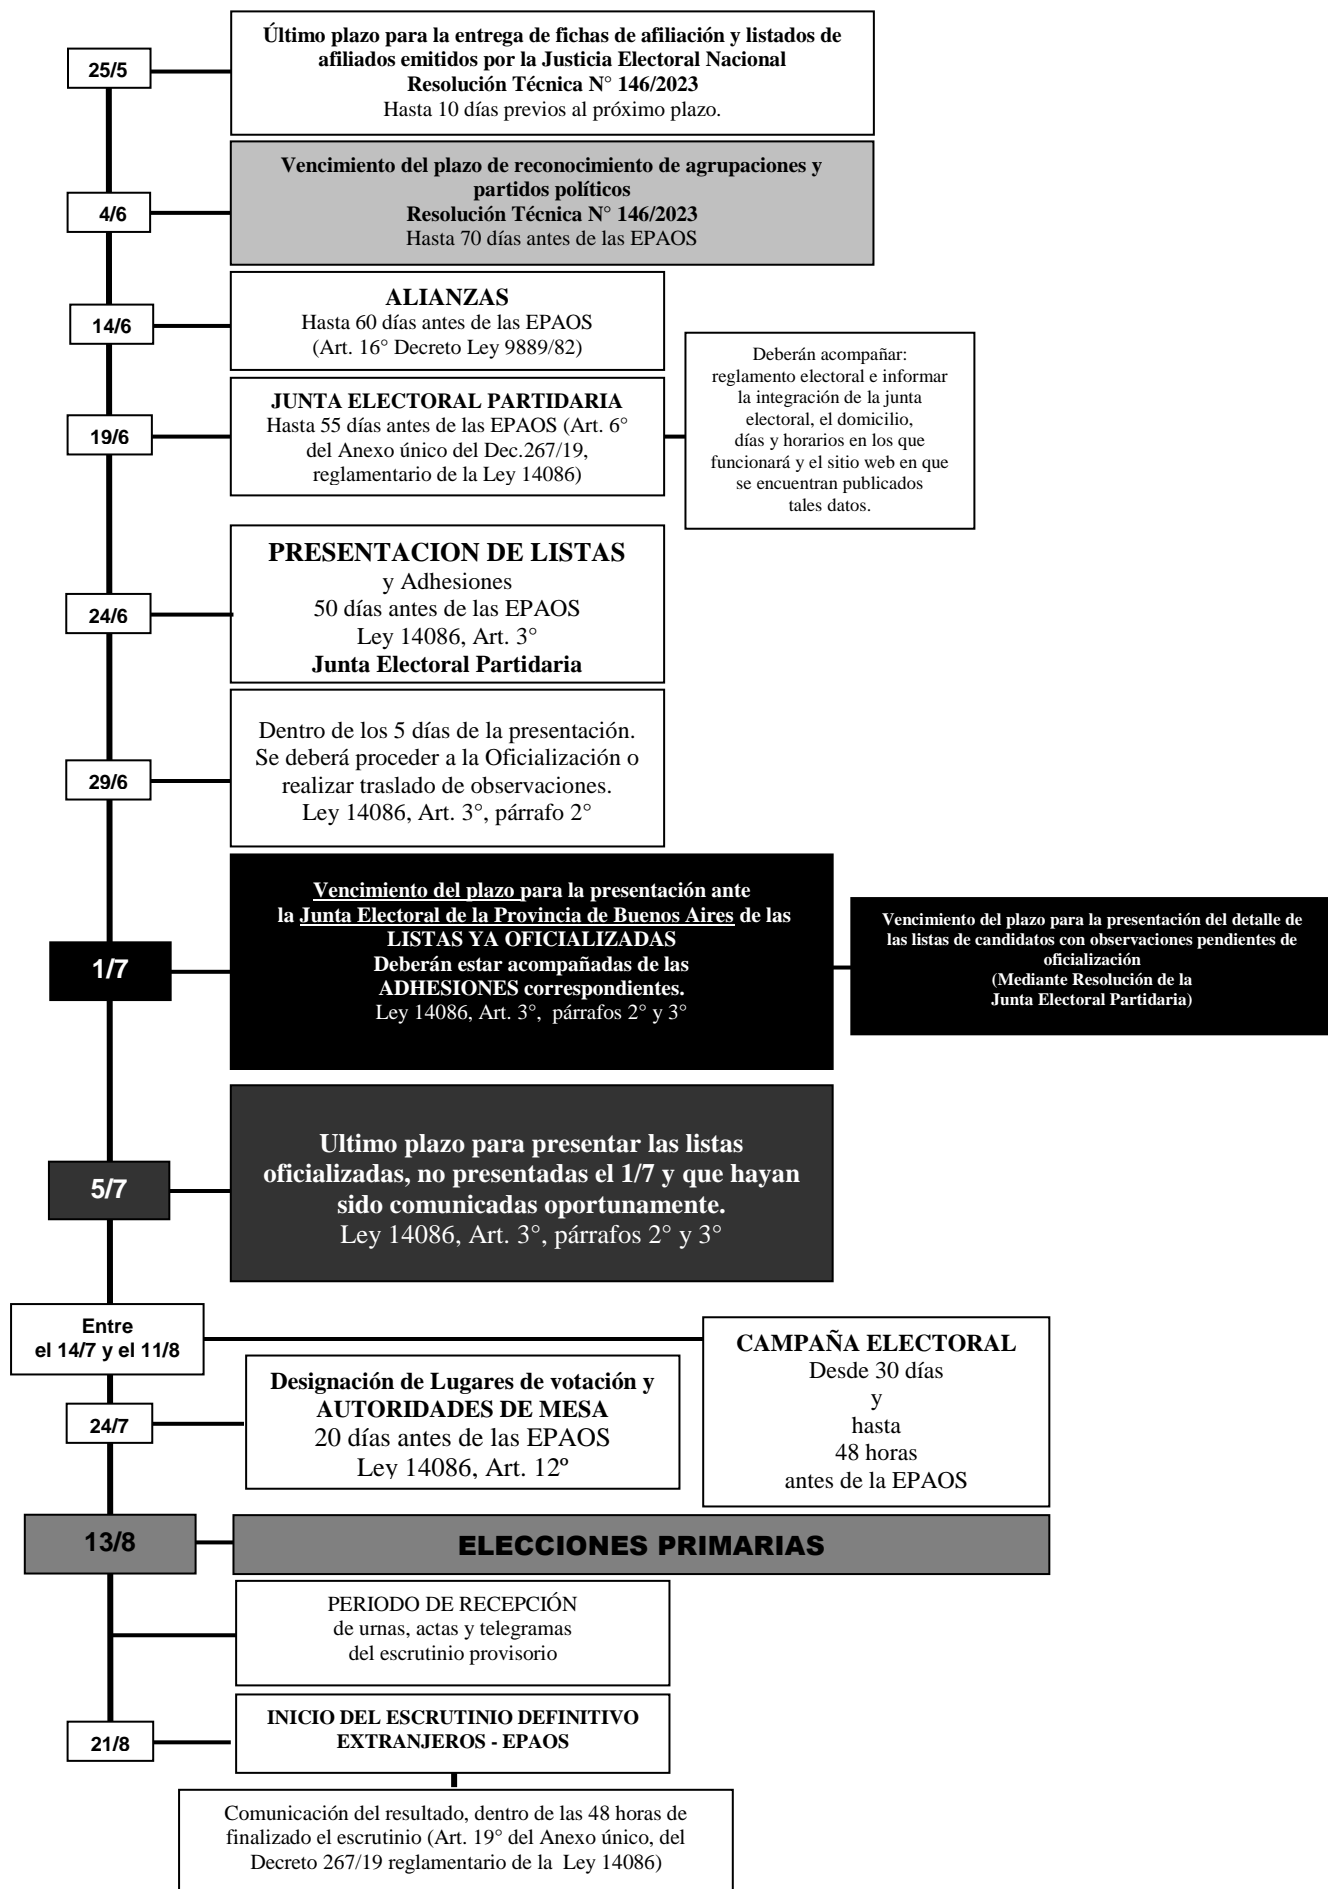 25/5
Último plazo para la entrega de fichas de afiliación y listados de
afiliados emitidos por la Justicia Electoral Nacional
Resolución Técnica N° 146/2023
Hasta 10 días previos al próximo plazo.
4/6
Vencimiento del plazo de reconocimiento de agrupaciones y
partidos políticos
Resolución Técnica N° 146/2023
Hasta 70 días antes de las EPAOS
14/6
ALIANZAS
Hasta 60 días antes de las EPAOS
(Art. 16° Decreto Ley 9889/82)
19/6
JUNTA ELECTORAL PARTIDARIA
Hasta 55 días antes de las EPAOS (Art. 6°
del Anexo único del Dec.267/19,
reglamentario de la Ley 14086)
Deberán acompañar:
reglamento electoral e informar
la integración de la junta
electoral, el domicilio,
días y horarios en los que
funcionará y el sitio web en que
se encuentran publicados
tales datos.
24/6
PRESENTACION DE LISTAS
y Adhesiones
50 días antes de las EPAOS
Ley 14086, Art. 3°
Junta Electoral Partidaria
29/6
Dentro de los 5 días de la presentación.
Se deberá proceder a la Oficialización o
realizar traslado de observaciones.
Ley 14086, Art. 3°, párrafo 2°
1/7
Vencimiento del plazo para la presentación ante
la Junta Electoral de la Provincia de Buenos Aires de las
LISTAS YA OFICIALIZADAS
Deberán estar acompañadas de las
ADHESIONES correspondientes.
Ley 14086, Art. 3°, párrafos 2° y 3°
Vencimiento del plazo para la presentación del detalle de
las listas de candidatos con observaciones pendientes de
oficialización
(Mediante Resolución de la
Junta Electoral Partidaria)
5/7
Ultimo plazo para presentar las listas
oficializadas, no presentadas el 1/7 y que hayan
sido comunicadas oportunamente.
Ley 14086, Art. 3°, párrafos 2° y 3°
Entre
el 14/7 y el 11/8
CAMPAÑA ELECTORAL
Desde 30 días
y
hasta
48 horas
antes de la EPAOS
24/7
Designación de Lugares de votación y
AUTORIDADES DE MESA
20 días antes de las EPAOS
Ley 14086, Art. 12º
13/8
ELECCIONES PRIMARIAS
PERIODO DE RECEPCIÓN
de urnas, actas y telegramas
del escrutinio provisorio
21/8
INICIO DEL ESCRUTINIO DEFINITIVO
EXTRANJEROS - EPAOS
Comunicación del resultado, dentro de las 48 horas de
finalizado el escrutinio (Art. 19° del Anexo único, del
Decreto 267/19 reglamentario de la Ley 14086)